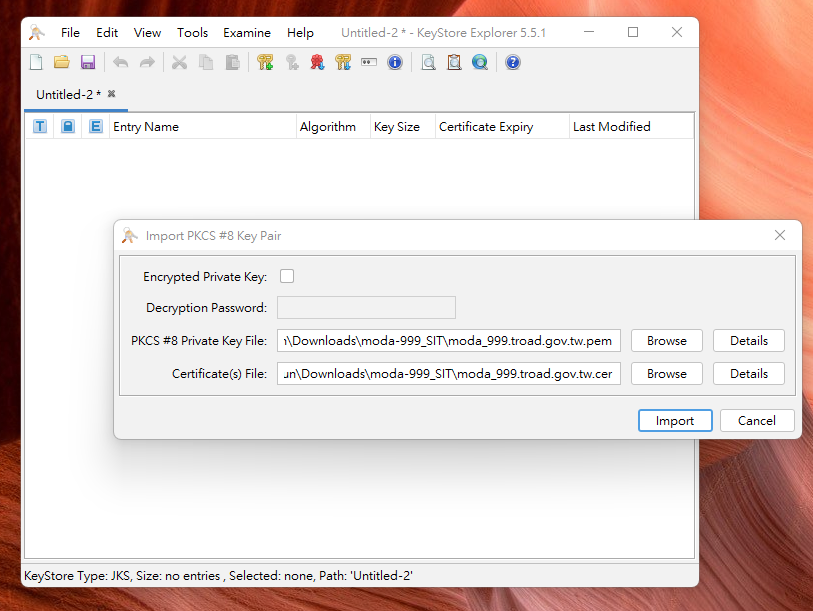 File Edit View Tools Examine Help Untitled-2 * - KeyStore Explorer 5.5.1
Untitled-2 *
T E Entry Name Algorithm Key Size Certificate Expiry Last Modified
Import PKCS #8 Key Pair
Encrypted Private Key:
Decryption Password:
PKCS #8 Private Key File: \Downloads\moda-999_SIT\moda_999.troad.gov.tw.pem Browse Details
Certificate(s) File: un\Downloads\moda-999_SIT\moda_999.troad.gov.tw.cer Browse Details
Import Cancel
KeyStore Type: JKS, Size: no entries , Selected: none, Path: 'Untitled-2'